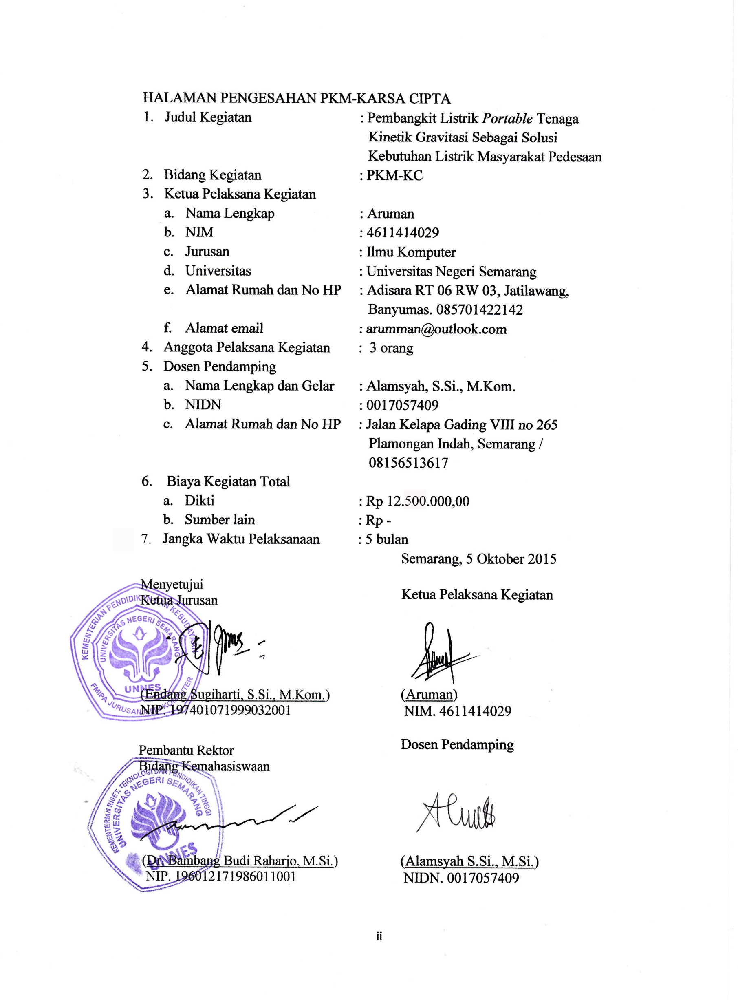 HALAMAN PENGESAHAN PKM-KARSA CIPTA
1. Judul Kegiatan : Pembangkit Listrik Portable Tenaga
Kinetik Gravitasi Sebagai Solusi
Kebutuhan Listrik Masyarakat Pedesaan
2. Bidang Kegiatan : PKM-KC
3. Ketua Pelaksana Kegiatan
a. Nama Lengkap : Aruman
b. NIM : 4611414029
c. Jurusan : Ilmu Komputer
d. Universitas : Universitas Negeri Semarang
e. Alamat Rumah dan No HP : Adisara RT 06 RW 03, Jatilawang,
Banyumas. 085701422142
f. Alamat email : arumman@outlook.com
4. Anggota Pelaksana Kegiatan : 3 orang
5. Dosen Pendamping
a. Nama Lengkap dan Gelar : Alamsyah, S.Si., M.Kom.
b. NIDN : 0017057409
c. Alamat Rumah dan No HP : Jalan Kelapa Gading VIII no 265
Plamongan Indah, Semarang /
08156513617
6. Biaya Kegiatan Total
a. Dikti : Rp 12.500.000,00
b. Sumber lain : Rp -
7. Jangka Waktu Pelaksanaan : 5 bulan
Semarang, 5 Oktober 2015
Menyetujui
Ketua Jurusan
Ketua Pelaksana Kegiatan
KEMENTERIAN PENDIDIKAN DAN KEBUDAYAAN
UNIVERSITAS NEGERI SEMARANG
UNNES
FMIPA JURUSAN ILMU KOMPUTER
(Endang Sugiharti, S.Si., M.Kom.)
NIP. 197401071999032001
(Aruman)
NIM. 4611414029
Pembantu Rektor
Bidang Kemahasiswaan
Dosen Pendamping
KEMENTERIAN RISET, TEKNOLOGI DAN PENDIDIKAN TINGGI
UNIVERSITAS NEGERI SEMARANG
UNNES
(Dr. Bambang Budi Raharjo, M.Si.)
NIP. 196012171986011001
(Alamsyah S.Si., M.Si.)
NIDN. 0017057409
ii